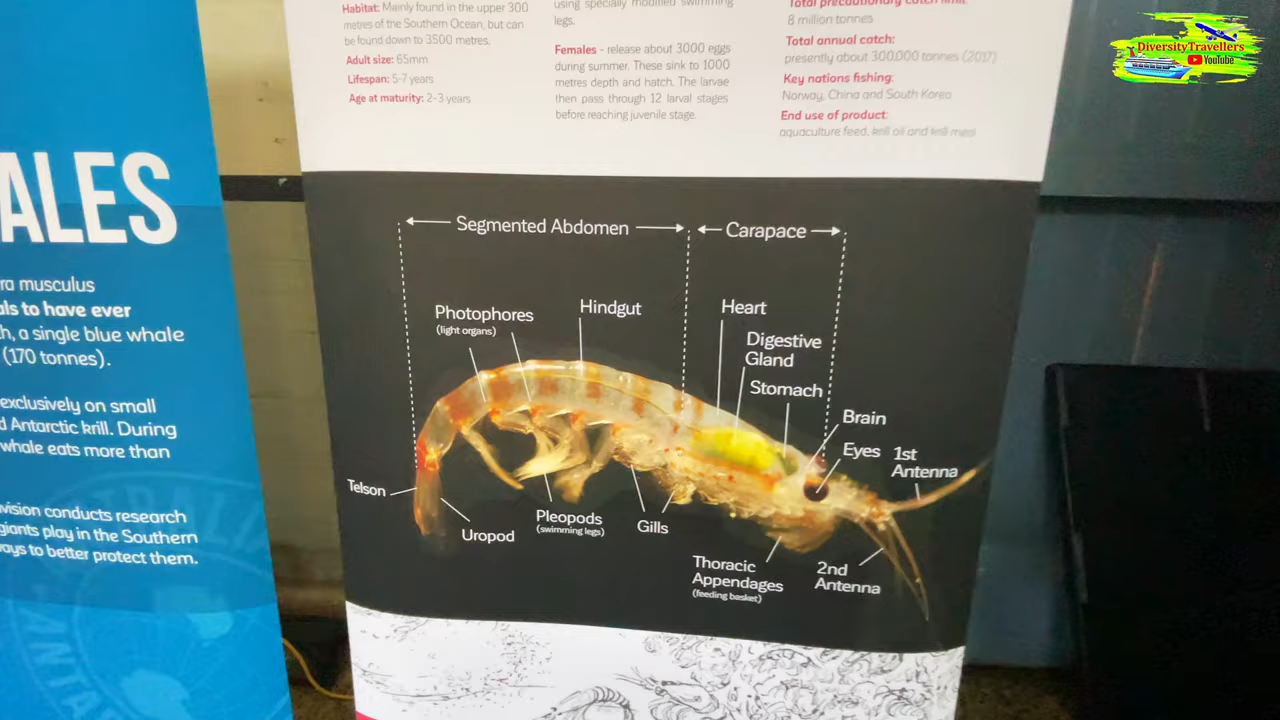 Habitat: Mainly found in the upper 300
metres of the Southern Ocean, but can
be found down to 3500 metres.
Adult size: 65mm
Lifespan: 5-7 years
Age at maturity: 2-3 years
using specially modified swimming
legs.
Females - release about 3000 eggs
during summer. These sink to 1000
metres depth and hatch. The larvae
then pass through 12 larval stages
before reaching juvenile stage.
Total precautionary catch limit:
8 million tonnes
Total annual catch:
presently about 300,000 tonnes (2017)
Key nations fishing:
Norway, China and South Korea
End use of product:
aquaculture feed, krill oil and krill meal
DiversityTravellers
YouTube
ALES
ra musculus
als to have ever
h, a single blue whale
(170 tonnes).
exclusively on small
d Antarctic krill. During
whale eats more than
vision conducts research
giants play in the Southern
ways to better protect them.
Segmented Abdomen
Carapace
Photophores
(light organs)
Hindgut
Heart
Digestive
Gland
Stomach
Brain
Eyes
1st
Antenna
Telson
Uropod
Pleopods
(swimming legs)
Gills
Thoracic
Appendages
(feeding basket)
2nd
Antenna